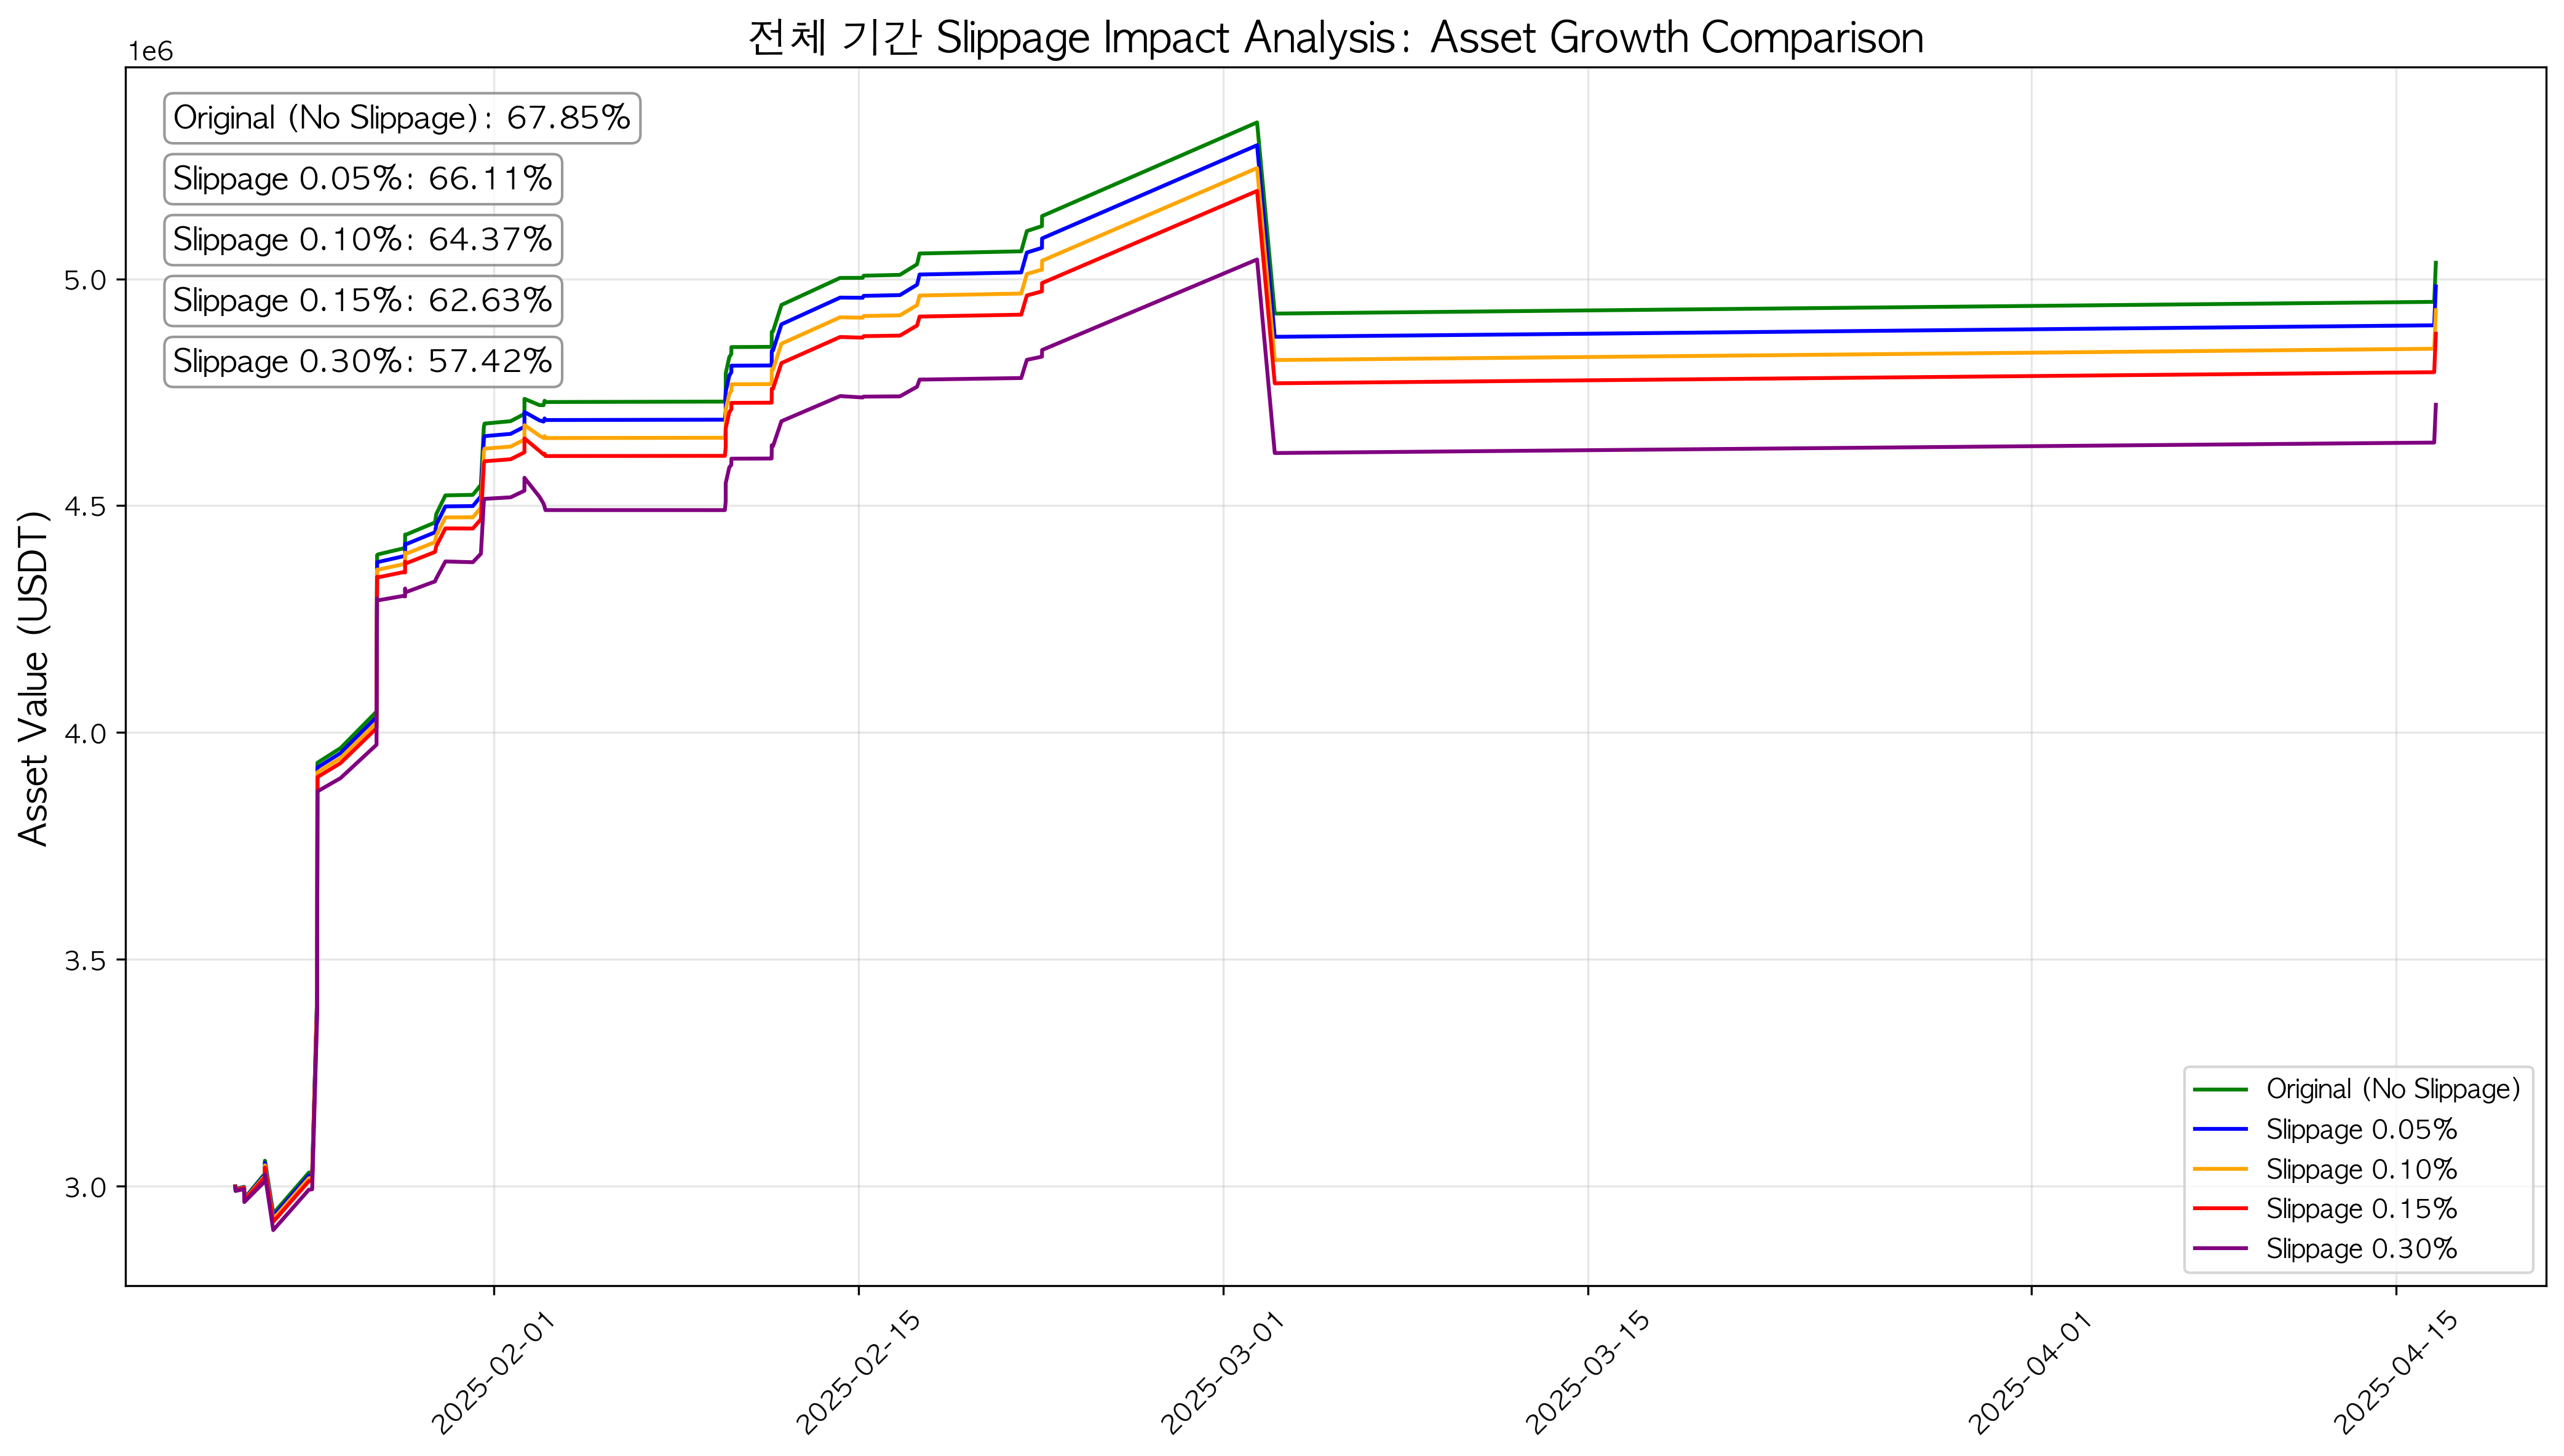 전체 기간 Slippage Impact Analysis: Asset Growth Comparison
1e6
Original (No Slippage): 67.85%
Slippage 0.05%: 66.11%
Slippage 0.10%: 64.37%
Slippage 0.15%: 62.63%
Slippage 0.30%: 57.42%
Asset Value (USDT)
5.0
4.5
4.0
3.5
3.0
Original (No Slippage)
Slippage 0.05%
Slippage 0.10%
Slippage 0.15%
Slippage 0.30%
2025-02-01
2025-02-15
2025-03-01
2025-03-15
2025-04-01
2025-04-15